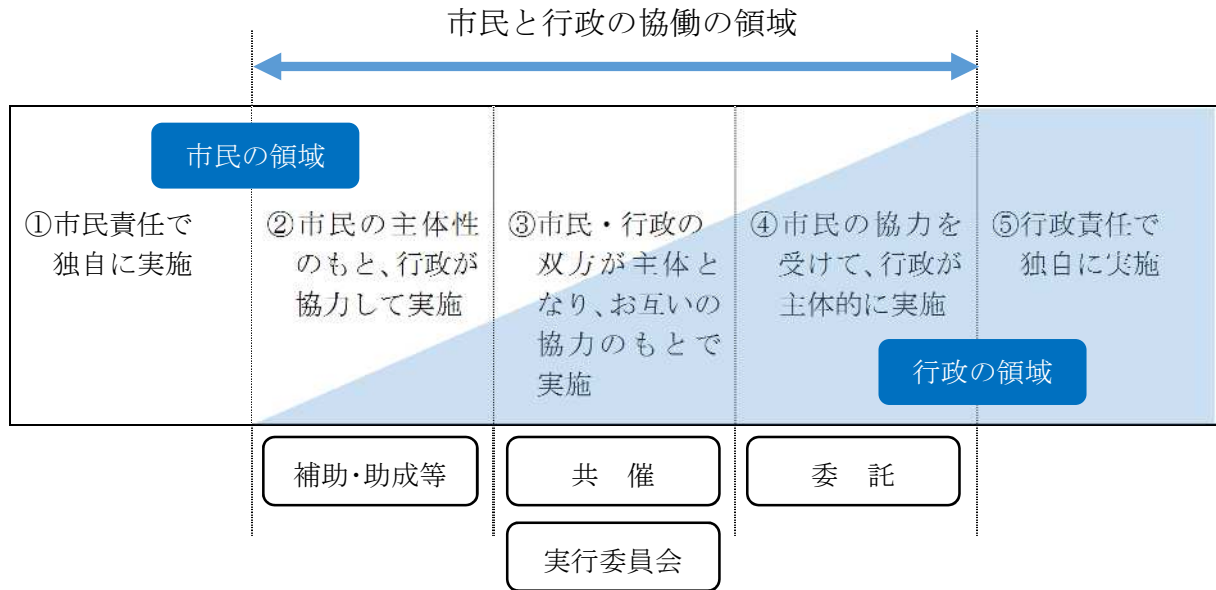 市民と行政の協働の領域
市民の領域
①市民責任で
独自に実施
②市民の主体性
のもと、行政が
協力して実施
③市民・行政の
双方が主体と
なり、お互いの
協力のもとで
実施
④市民の協力を
受けて、行政が
主体的に実施
⑤行政責任で
独自に実施
行政の領域
補助・助成等
共 催
委 託
実行委員会